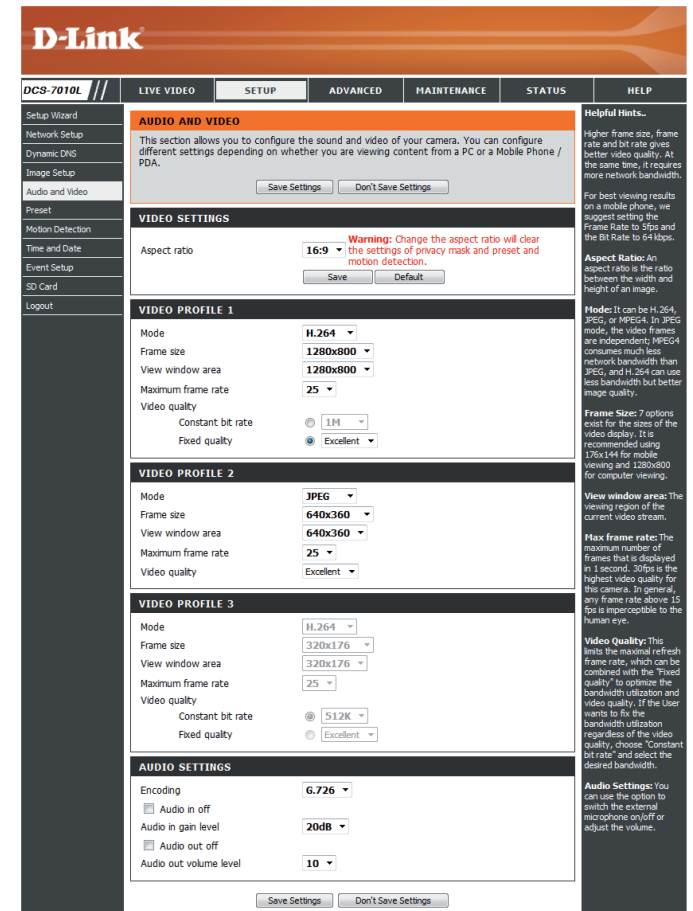 D-Link
DCS-7010L //
LIVE VIDEO
SETUP
ADVANCED
MAINTENANCE
STATUS
HELP
Setup Wizard
Network Setup
Dynamic DNS
Image Setup
Audio and Video
Preset
Motion Detection
Time and Date
Event Setup
SD Card
Logout
AUDIO AND VIDEO
This section allows you to configure the sound and video of your camera. You can configure
different settings depending on whether you are viewing content from a PC or a Mobile Phone /
PDA.
Save Settings Don't Save Settings
VIDEO SETTINGS
Aspect ratio 16:9
Warning: Change the aspect ratio will clear
the settings of privacy mask and preset and
motion detection.
Save Default
VIDEO PROFILE 1
Mode H.264
Frame size 1280x800
View window area 1280x800
Maximum frame rate 25
Video quality
Constant bit rate 1M
Fixed quality Excellent
VIDEO PROFILE 2
Mode JPEG
Frame size 640x360
View window area 640x360
Maximum frame rate 25
Video quality Excellent
VIDEO PROFILE 3
Mode H.264
Frame size 320x176
View window area 320x176
Maximum frame rate 25
Video quality
Constant bit rate 512K
Fixed quality Excellent
AUDIO SETTINGS
Encoding G.726
Audio in off
Audio in gain level 20dB
Audio out off
Audio out volume level 10
Save Settings Don't Save Settings
Helpful Hints..
Higher frame size, frame
rate and bit rate gives
better video quality. At
the same time, it requires
more network bandwidth.
For best viewing results
on a mobile phone, we
suggest setting the
Frame Rate to 5fps and
the Bit Rate to 64 kbps.
Aspect Ratio: An
aspect ratio is the ratio
between the width and
height of an image.
Mode: It can be H.264,
JPEG, or MPEG4. In JPEG
mode, the video frames
are independent; MPEG4
consumes much less
network bandwidth than
JPEG, and H.264 can use
less bandwidth but better
image quality.
Frame Size: 7 options
exist for the sizes of the
video display. It is
recommended using
176x144 for mobile
viewing and 1280x800
for computer viewing.
View window area: The
viewing region of the
current video stream.
Max frame rate: The
maximum number of
frames that is displayed
in 1 second. 30fps is the
highest video quality for
this camera. In general,
any frame rate above 15
fps is imperceptible to the
human eye.
Video Quality: This
limits the maximal refresh
frame rate, which can be
combined with the "Fixed
quality" to optimize the
bandwidth utilization and
video quality. If the User
wants to fix the
bandwidth utilization
regardless of the video
quality, choose "Constant
bit rate" and select the
desired bandwidth.
Audio Settings: You
can use the option to
switch the external
microphone on/off or
adjust the volume.